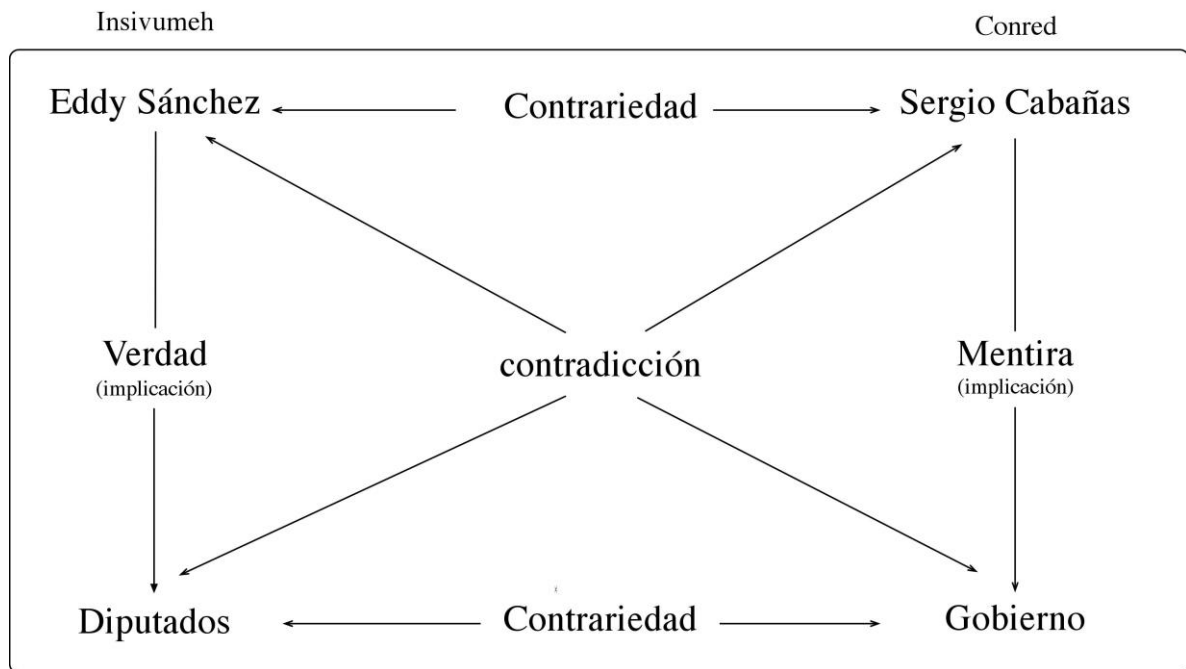 Insivumeh
Conred
Eddy Sánchez
Contrariedad
Sergio Cabañas
Verdad
(implicación)
contradicción
Mentira
(implicación)
Diputados
Contrariedad
Gobierno